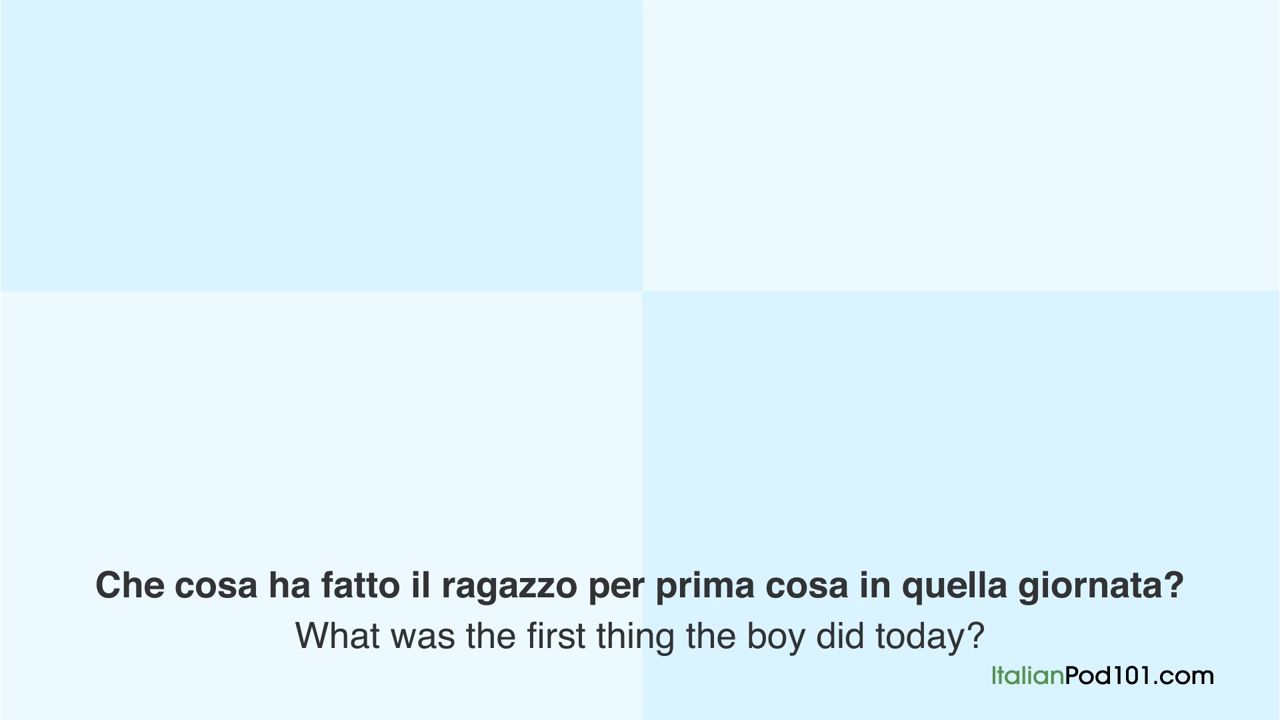 Che cosa ha fatto il ragazzo per prima cosa in quella giornata?
What was the first thing the boy did today?
ItalianPod101.com